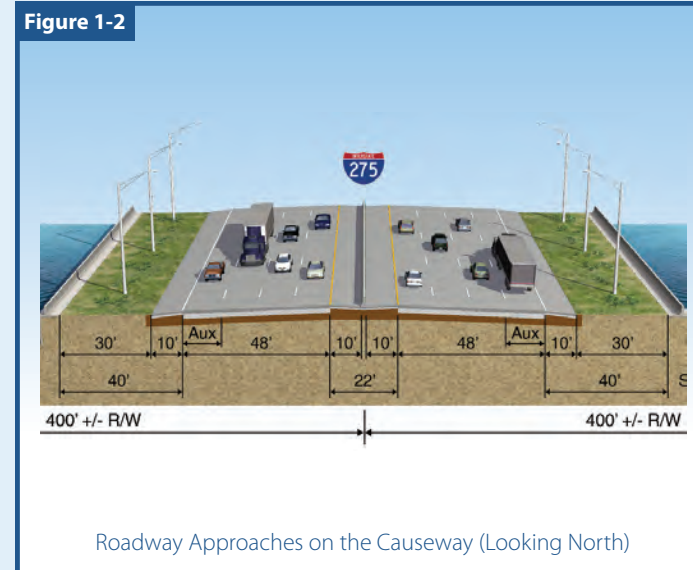 Figure 1-2
275
30' 10' Aux 48' 10' 10' 48' Aux 10' 30'
40' 22' 40' S
400' +/- R/W 400' +/- R/W
Roadway Approaches on the Causeway (Looking North)